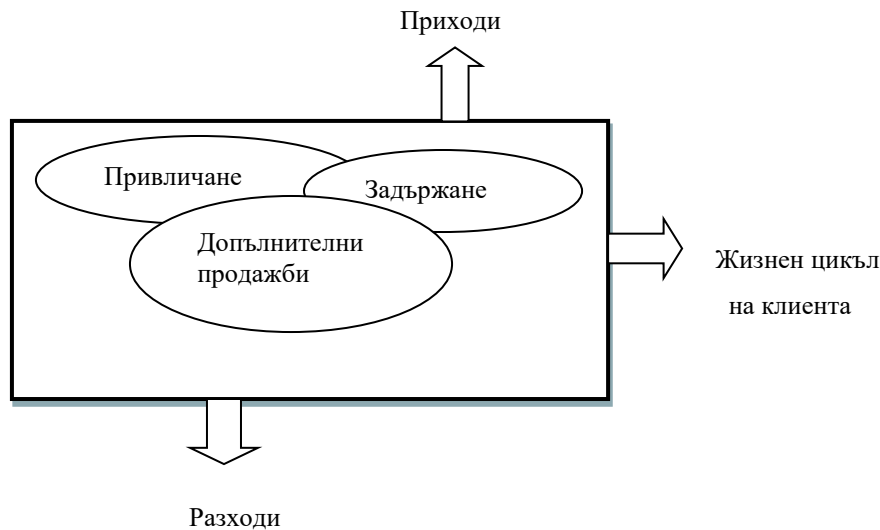 Приходи
Привличане
Задържане
Допълнителни
продажби
Жизнен цикъл
на клиента
Разходи